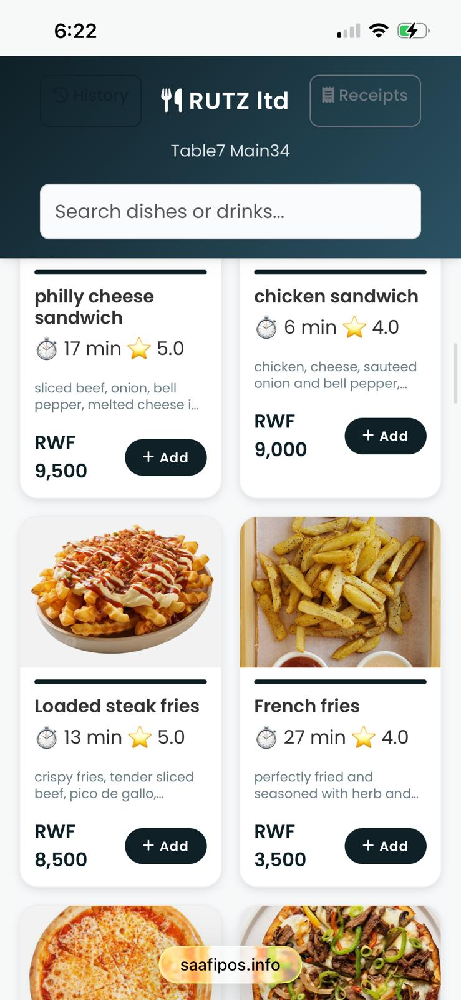 6:22
History
RUTZ ltd
Receipts
Table7 Main34
Search dishes or drinks...
philly cheese
sandwich
17 min 5.0
sliced beef, onion, bell
pepper, melted cheese i...
RWF
9,500
+ Add
chicken sandwich
6 min 4.0
chicken, cheese, sauteed
onion and bell pepper,...
RWF
9,000
+ Add
Loaded steak fries
13 min 5.0
crispy fries, tender sliced
beef, pico de gallo,...
RWF
8,500
+ Add
French fries
27 min 4.0
perfectly fried and
seasoned with herb and...
RWF
3,500
+ Add
saafipos.info